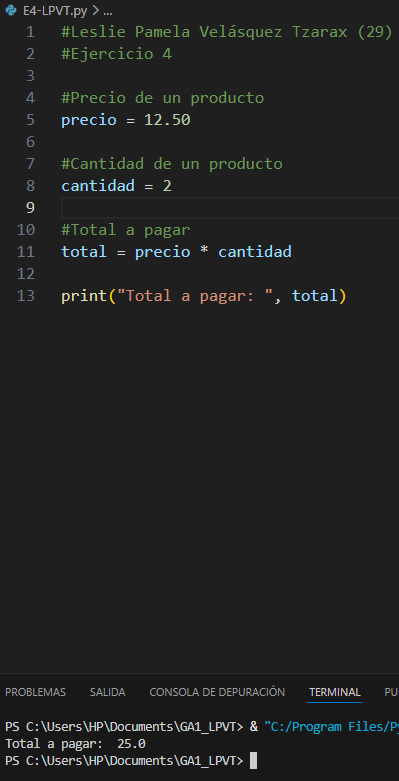 E4-LPVT.py > ...
1 #Leslie Pamela Velásquez Tzarax (29)
2 #Ejercicio 4
3
4 #Precio de un producto
5 precio = 12.50
6
7 #Cantidad de un producto
8 cantidad = 2
9
10 #Total a pagar
11 total = precio * cantidad
12
13 print("Total a pagar: ", total)
PROBLEMAS SALIDA CONSOLA DE DEPURACIÓN TERMINAL PU
PS C:\Users\HP\Documents\GA1_LPVT> & "C:/Program Files/Py
Total a pagar:  25.0
PS C:\Users\HP\Documents\GA1_LPVT>